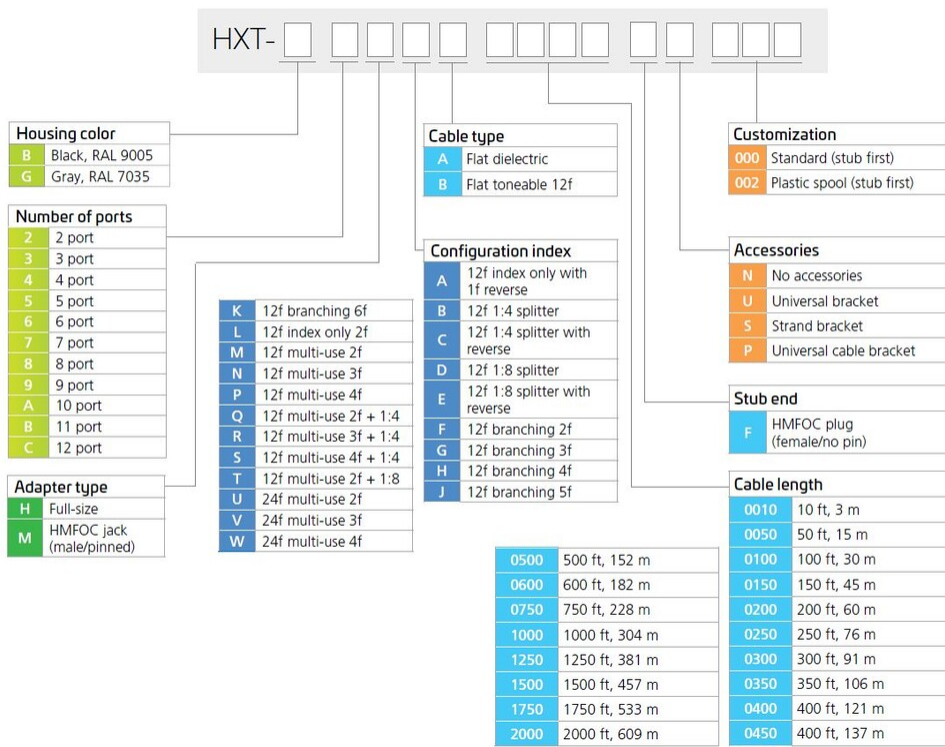 HXT-
Housing color
B Black, RAL 9005
G Gray, RAL 7035
Number of ports
2 2 port
3 3 port
4 4 port
5 5 port
6 6 port
7 7 port
8 8 port
9 9 port
A 10 port
B 11 port
C 12 port
Adapter type
H Full-size
M HMFOC jack
(male/pinned)
K 12f branching 6f
L 12f index only 2f
M 12f multi-use 2f
N 12f multi-use 3f
P 12f multi-use 4f
Q 12f multi-use 2f + 1:4
R 12f multi-use 3f + 1:4
S 12f multi-use 4f + 1:4
T 12f multi-use 2f + 1:8
U 24f multi-use 2f
V 24f multi-use 3f
W 24f multi-use 4f
Cable type
A Flat dielectric
B Flat toneable 12f
Configuration index
A 12f index only with
1f reverse
B 12f 1:4 splitter
C 12f 1:4 splitter with
reverse
D 12f 1:8 splitter
E 12f 1:8 splitter with
reverse
F 12f branching 2f
G 12f branching 3f
H 12f branching 4f
J 12f branching 5f
0500 500 ft, 152 m
0600 600 ft, 182 m
0750 750 ft, 228 m
1000 1000 ft, 304 m
1250 1250 ft, 381 m
1500 1500 ft, 457 m
1750 1750 ft, 533 m
2000 2000 ft, 609 m
Customization
000 Standard (stub first)
002 Plastic spool (stub first)
Accessories
N No accessories
U Universal bracket
S Strand bracket
P Universal cable bracket
Stub end
F HMFOC plug
(female/no pin)
Cable length
0010 10 ft, 3 m
0050 50 ft, 15 m
0100 100 ft, 30 m
0150 150 ft, 45 m
0200 200 ft, 60 m
0250 250 ft, 76 m
0300 300 ft, 91 m
0350 350 ft, 106 m
0400 400 ft, 121 m
0450 400 ft, 137 m